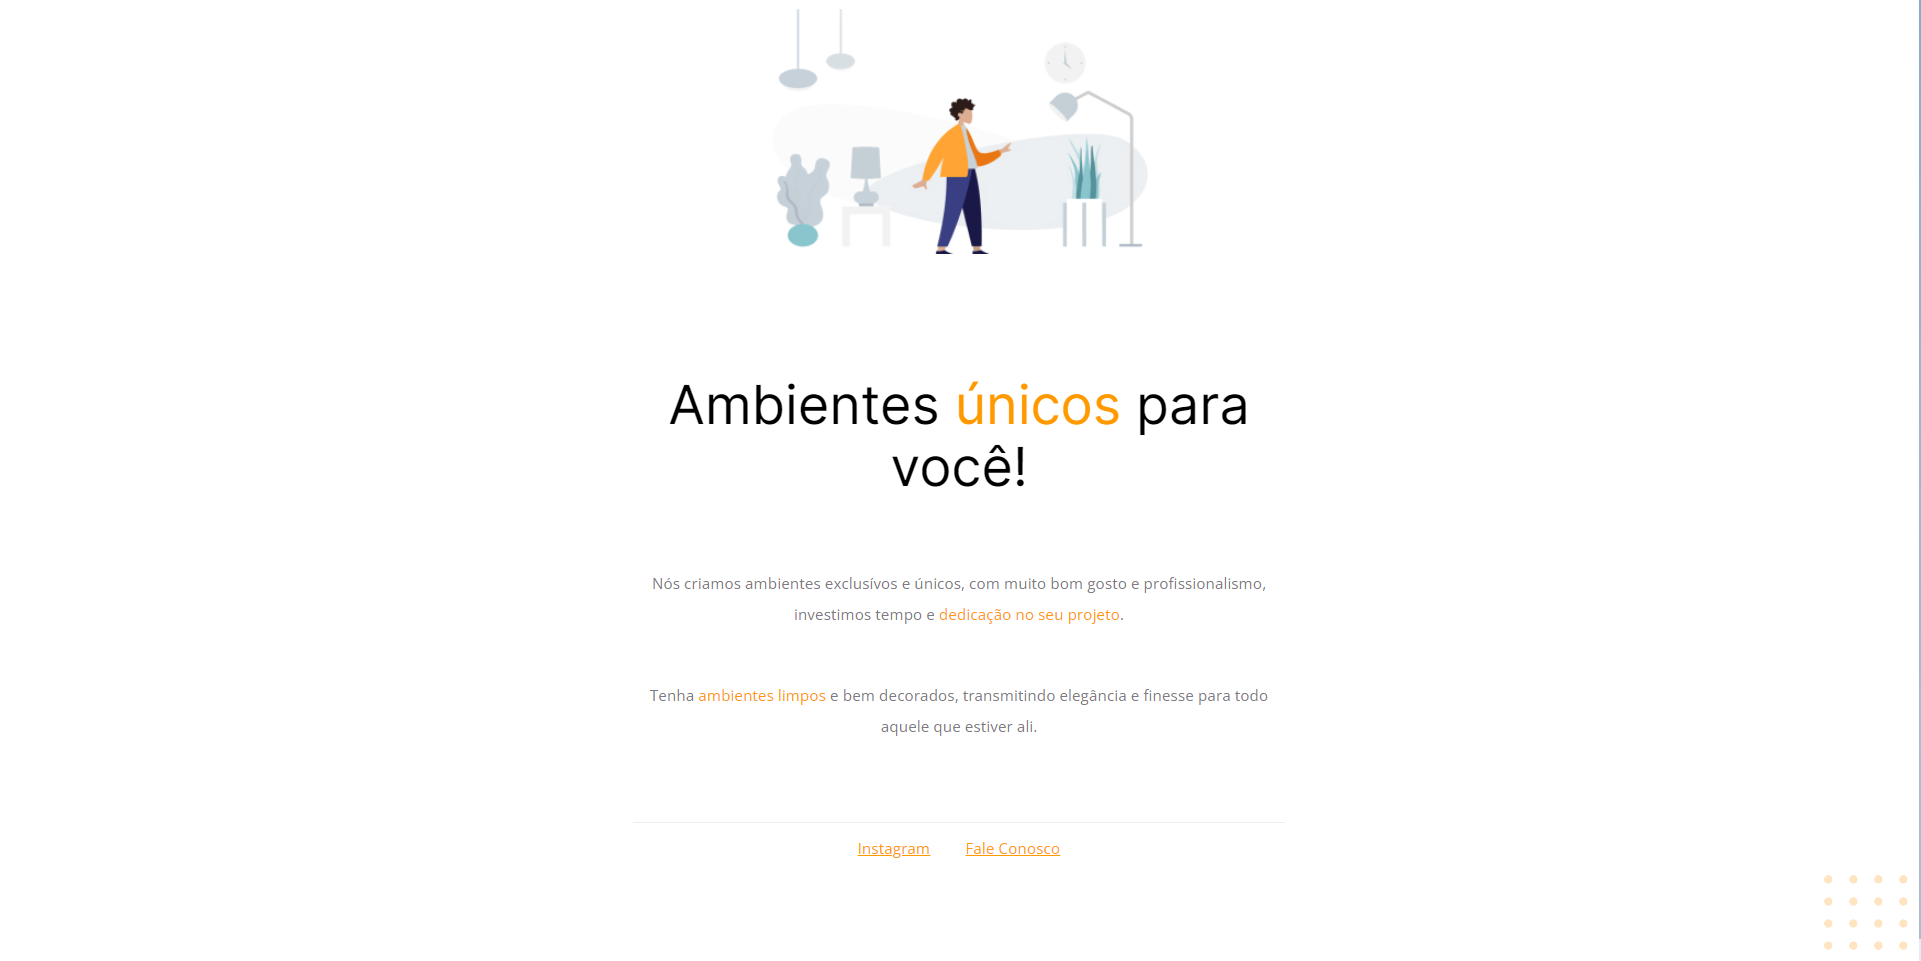 Ambientes únicos para
você!
Nós criamos ambientes exclusívos e únicos, com muito bom gosto e profissionalismo,
investimos tempo e dedicação no seu projeto.
Tenha ambientes limpos e bem decorados, transmitindo elegância e finesse para todo
aquele que estiver ali.
Instagram Fale Conosco